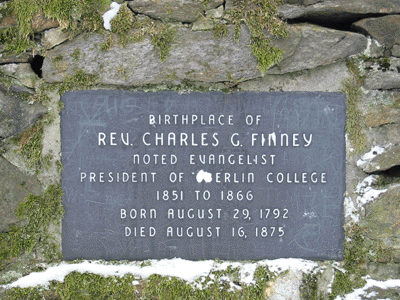 BIRTHPLACE OF
REV. CHARLES G. FINNEY
NOTED EVANGELIST
PRESIDENT OF OBERLIN COLLEGE
1851 TO 1866
BORN AUGUST 29, 1792
DIED AUGUST 16, 1875